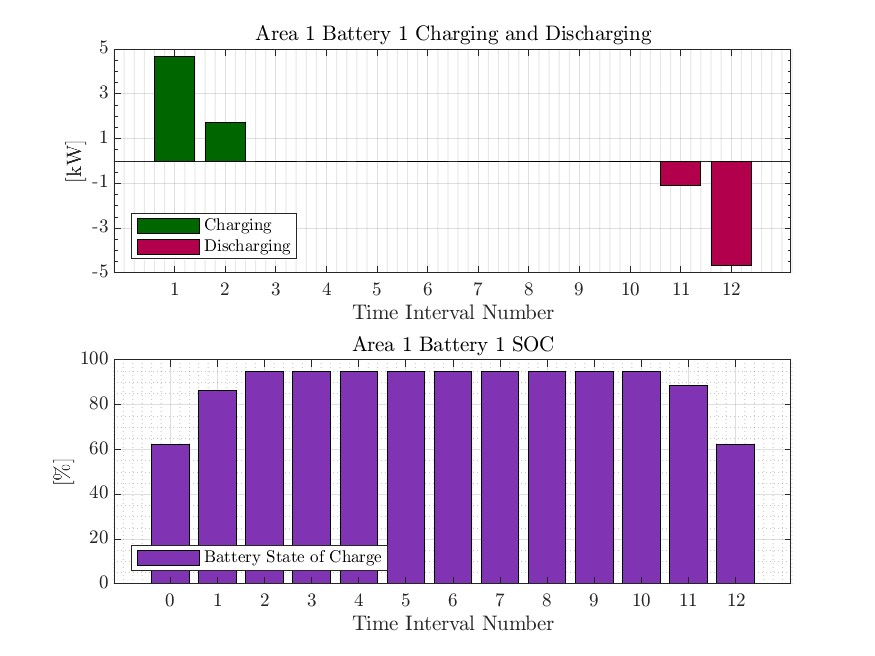 Area 1 Battery 1 Charging and Discharging
5
3
1
-1
-3
-5
[kW]
Charging
Discharging
1 2 3 4 5 6 7 8 9 10 11 12
Time Interval Number
Area 1 Battery 1 SOC
100
80
60
40
20
0
[%]
Battery State of Charge
0 1 2 3 4 5 6 7 8 9 10 11 12
Time Interval Number